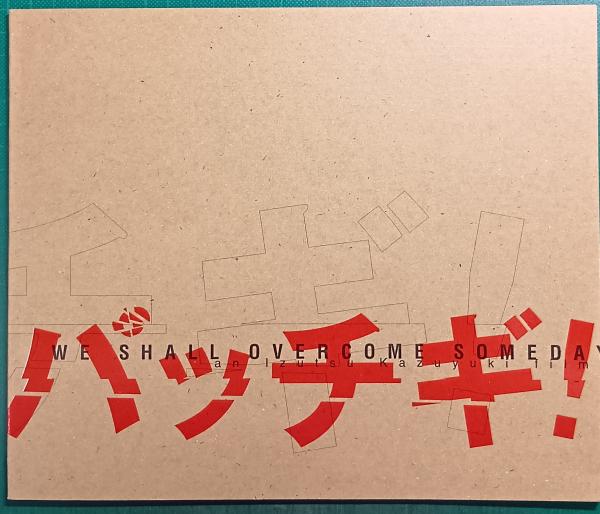 WE SHALL OVERCOME SOMEDAY
an Izutsu Kazuyuki film
パッチギ!